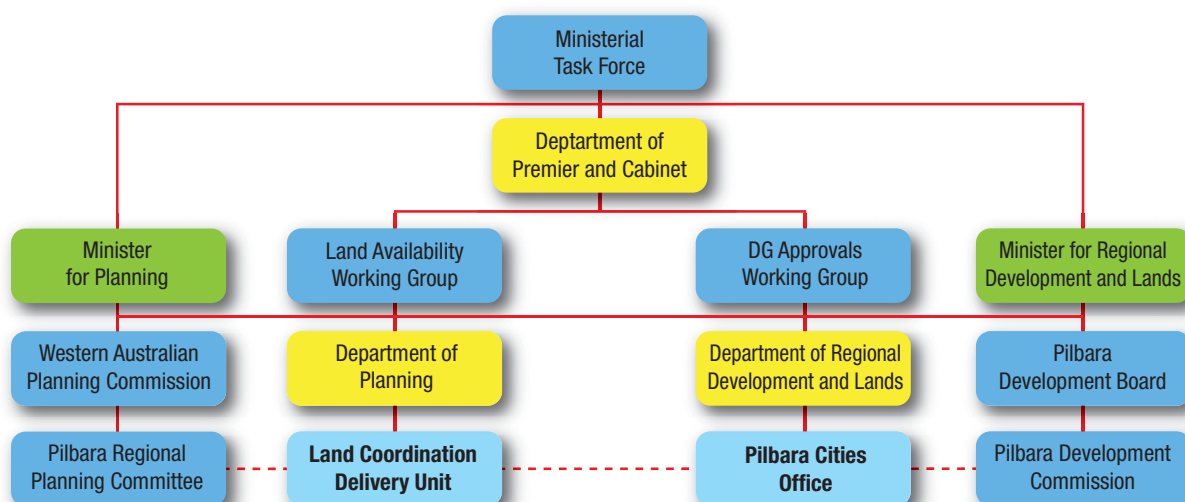 Ministerial
Task Force
Deptartment of
Premier and Cabinet
Minister
for Planning
Land Availability
Working Group
DG Approvals
Working Group
Minister for Regional
Development and Lands
Western Australian
Planning Commission
Department of
Planning
Department of Regional
Development and Lands
Pilbara
Development Board
Pilbara Regional
Planning Committee
Land Coordination
Delivery Unit
Pilbara Cities
Office
Pilbara Development
Commission